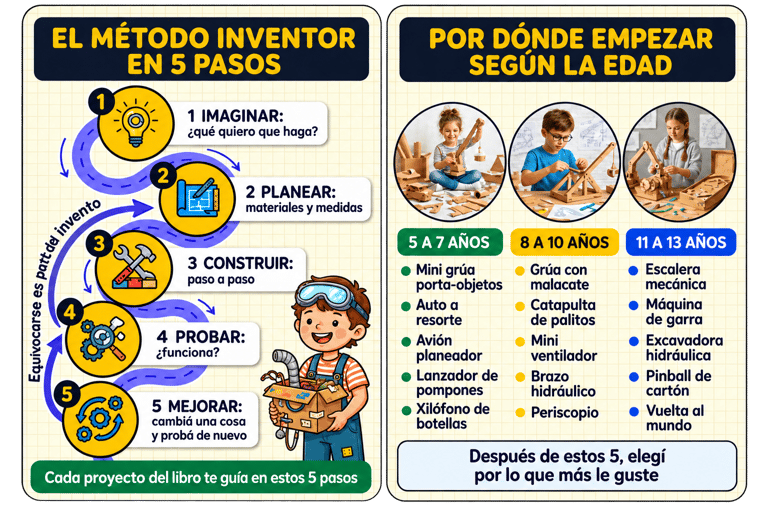 EL MÉTODO INVENTOR
EN 5 PASOS
1
1 IMAGINAR:
¿qué quiero que haga?
2
2 PLANEAR:
materiales y medidas
3
3 CONSTRUIR:
paso a paso
4
4 PROBAR:
¿funciona?
5
5 MEJORAR:
cambiá una cosa
y probá de nuevo
Equivocarse es partdel invento
Cada proyecto del libro te guía en estos 5 pasos
POR DÓNDE EMPEZAR
SEGÚN LA EDAD
5 A 7 AÑOS
Mini grúa
porta-objetos
Auto a
resorte
Avión
planeador
Lanzador de
pompones
Xilófono de
botellas
8 A 10 AÑOS
Grúa con
malacate
Catapulta
de palitos
Mini
ventilador
Brazo
hidráulico
Periscopio
11 A 13 AÑOS
Escalera
mecánica
Máquina
de garra
Excavadora
hidráulica
Pinball de
cartón
Vuelta al
mundo
Después de estos 5, elegí
por lo que más le guste